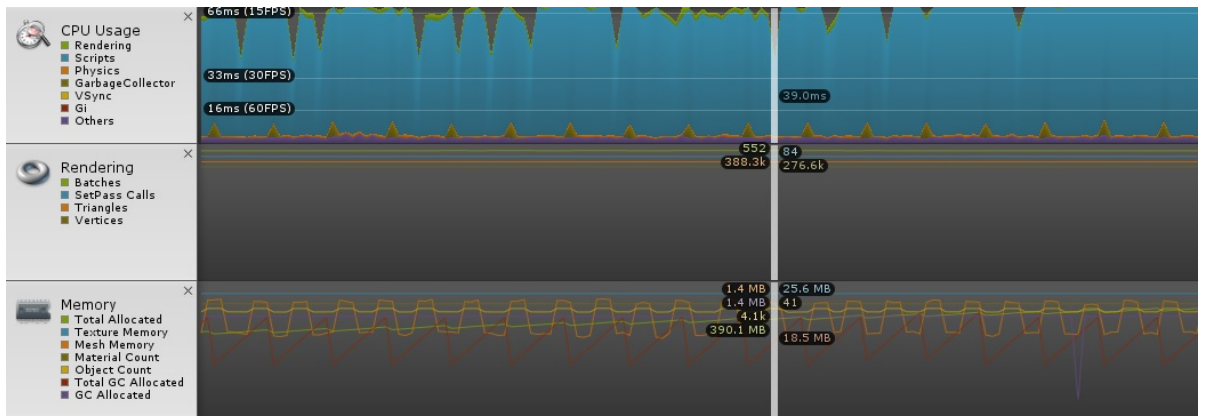 CPU Usage
Rendering
Scripts
Physics
GarbageCollector
VSync
Gi
Others
66ms (15FPS)
33ms (30FPS)
16ms (60FPS)
39.0ms
Rendering
Batches
SetPass Calls
Triangles
Vertices
552
388.3k
84
276.6k
Memory
Total Allocated
Texture Memory
Mesh Memory
Material Count
Object Count
Total GC Allocated
GC Allocated
1.4 MB
1.4 MB
4.1k
390.1 MB
25.6 MB
41
18.5 MB